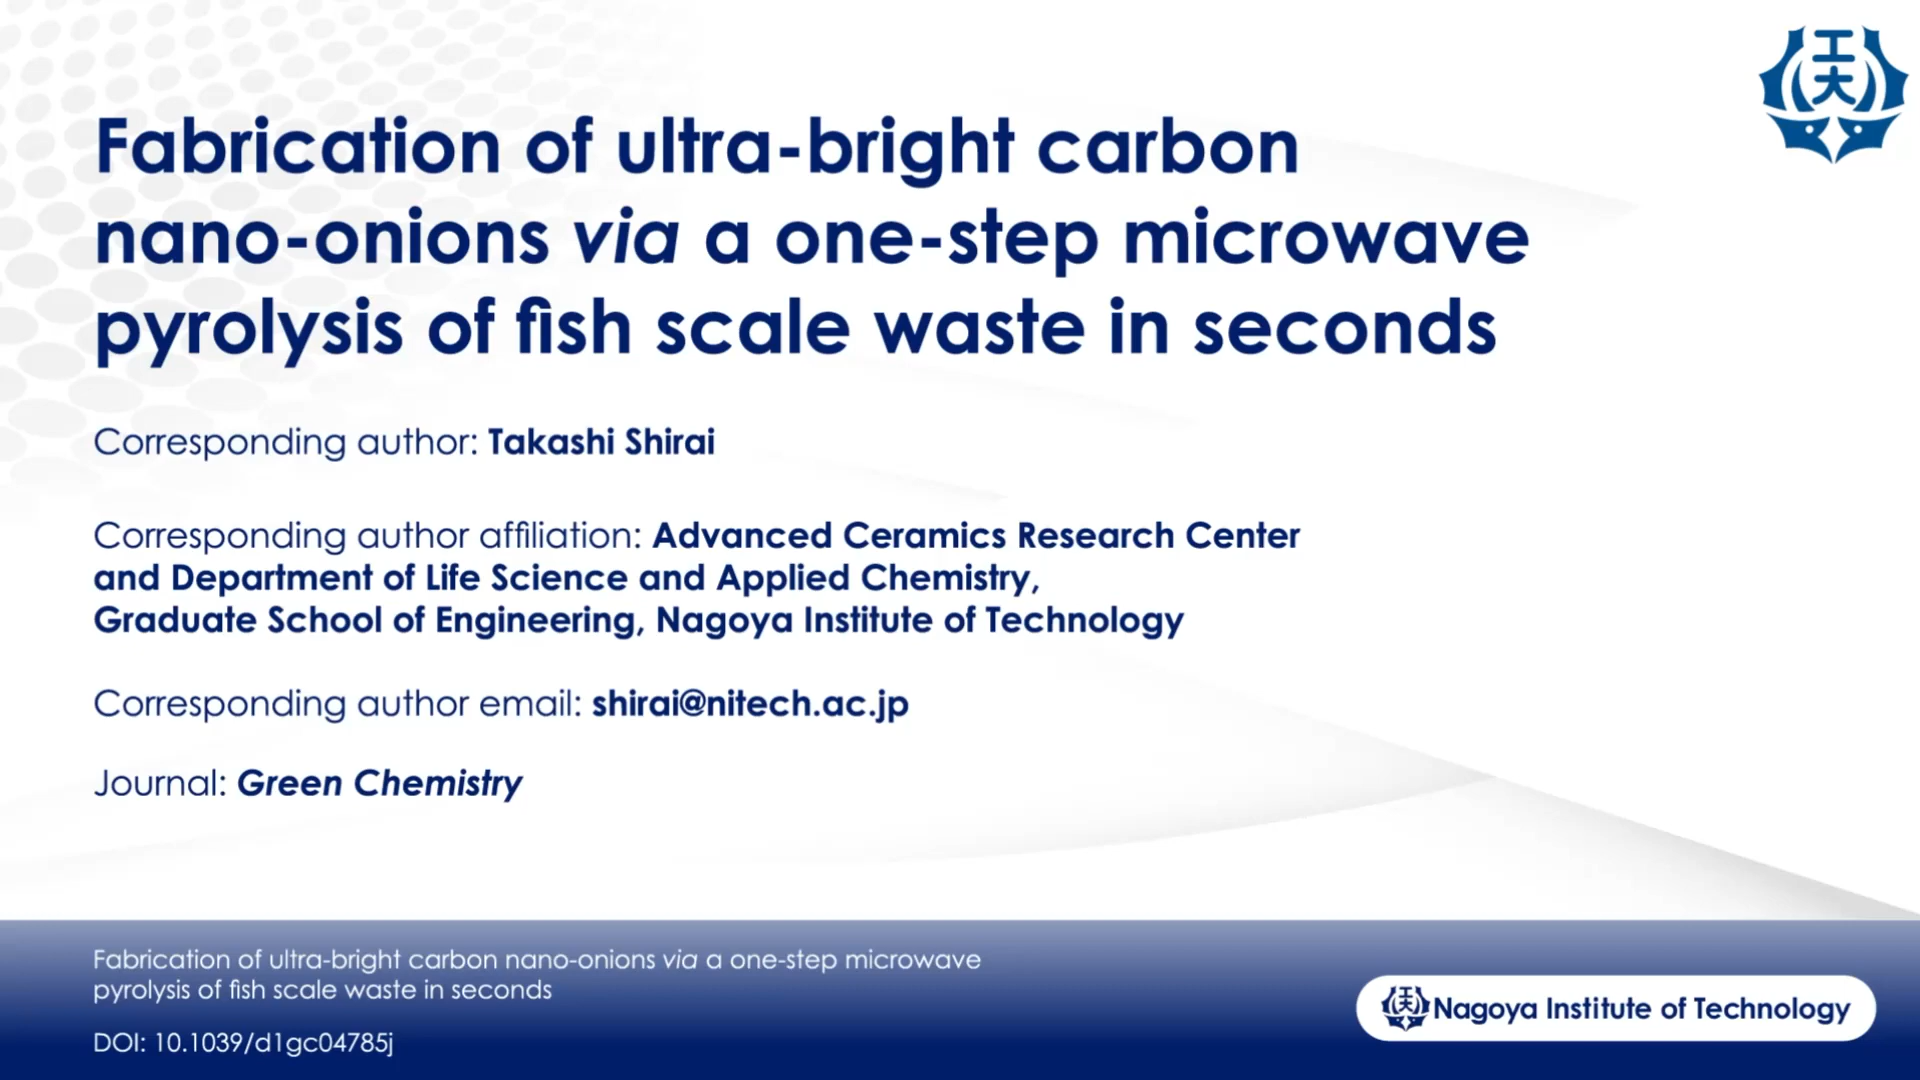 工大
Fabrication of ultra-bright carbon
nano-onions via a one-step microwave
pyrolysis of fish scale waste in seconds
Corresponding author: Takashi Shirai
Corresponding author affiliation: Advanced Ceramics Research Center
and Department of Life Science and Applied Chemistry,
Graduate School of Engineering, Nagoya Institute of Technology
Corresponding author email: shirai@nitech.ac.jp
Journal: Green Chemistry
Fabrication of ultra-bright carbon nano-onions via a one-step microwave
pyrolysis of fish scale waste in seconds
DOI: 10.1039/d1gc04785j
工大 Nagoya Institute of Technology